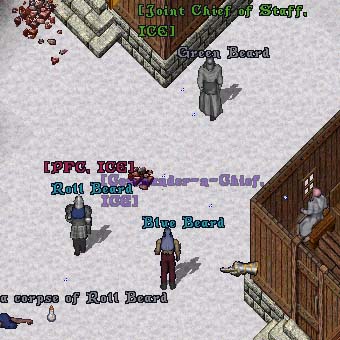 [Joint Chief of Staff,
ICG]
Green Beard
[PFC, ICG]
Roll Beard
[Commander-n-Chief,
ICG]
Blue Beard
a corpse of Roll Beard